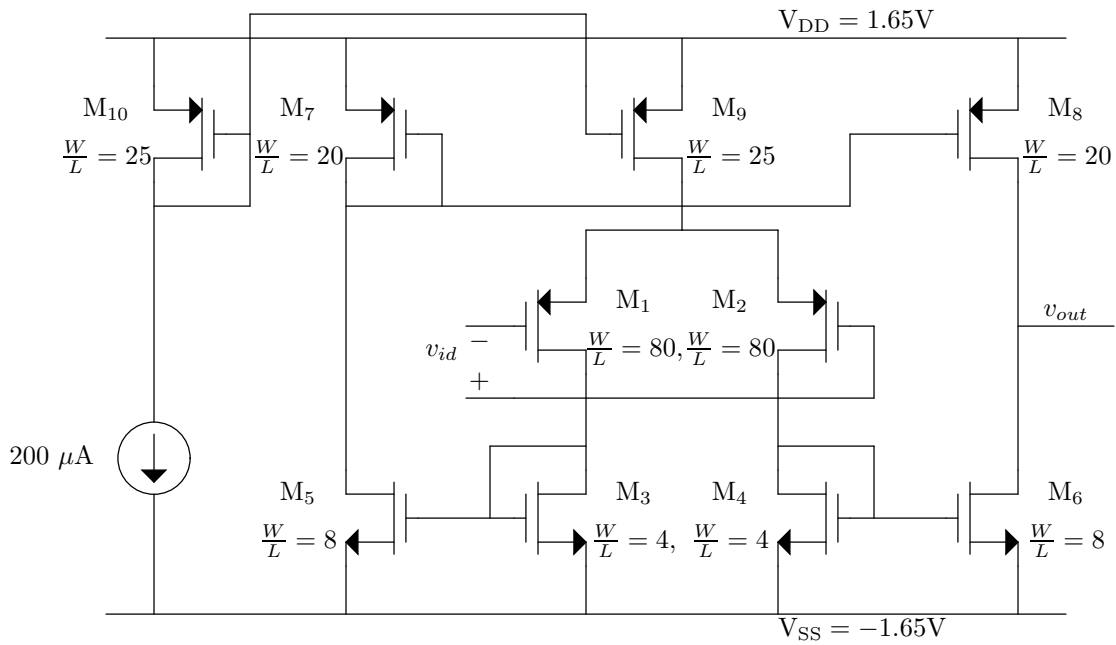 V_DD = 1.65V
M_10
W/L = 25
M_7
W/L = 20
M_9
W/L = 25
M_8
W/L = 20
M_1
M_2
W/L = 80, W/L = 80
v_id
−
+
v_out
200 μA
M_5
W/L = 8
M_3
M_4
W/L = 4, W/L = 4
M_6
W/L = 8
V_SS = −1.65V